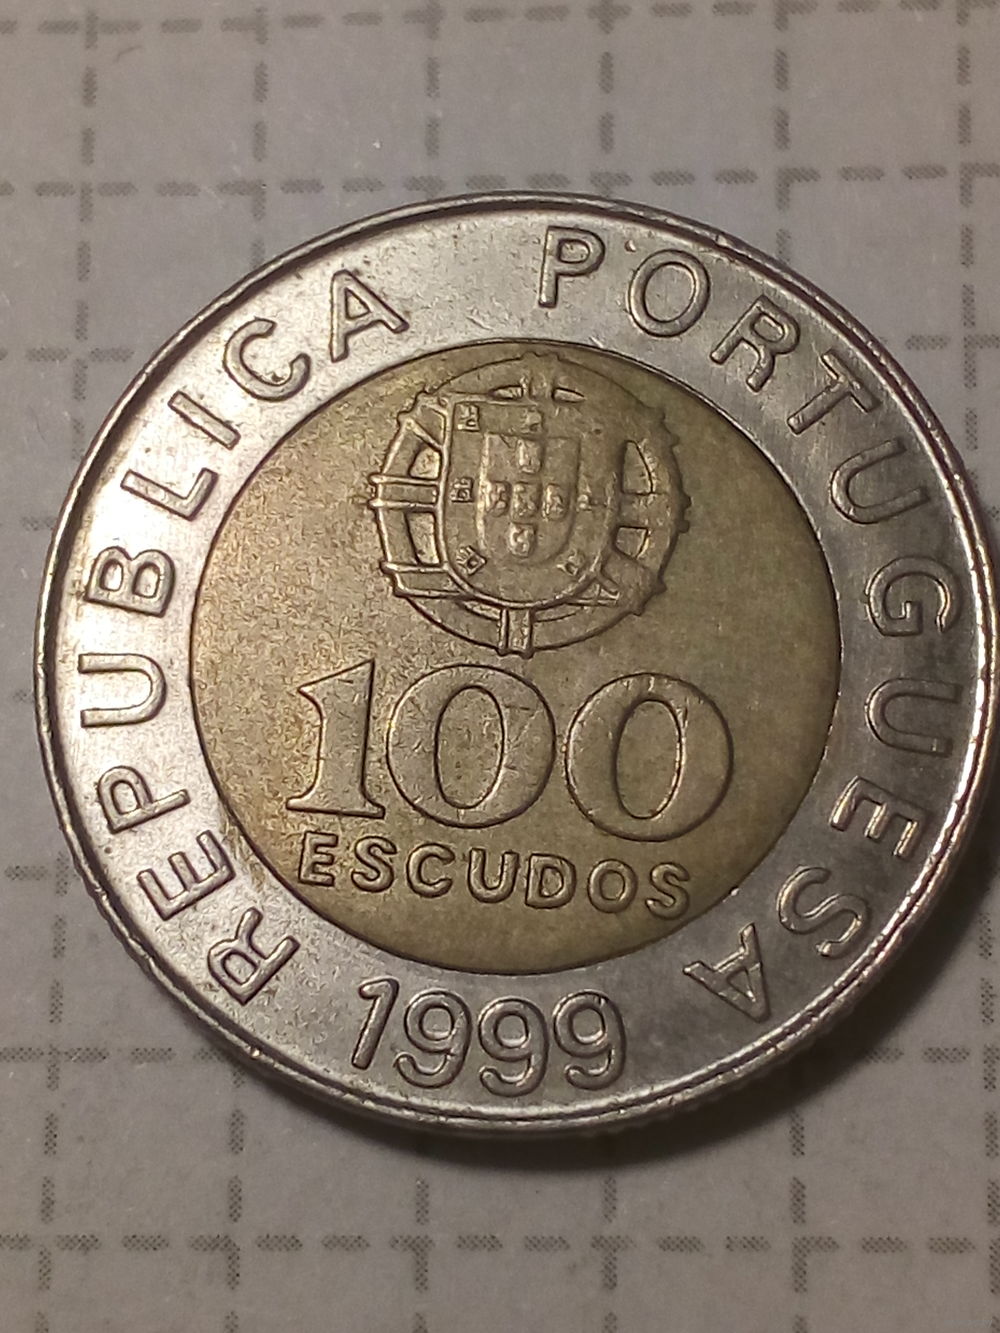 REPUBLICA PORTUGUESA
100
ESCUDOS
1999